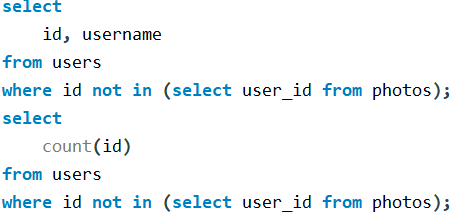 select
    id, username
from users
where id not in (select user_id from photos);
select
    count(id)
from users
where id not in (select user_id from photos);